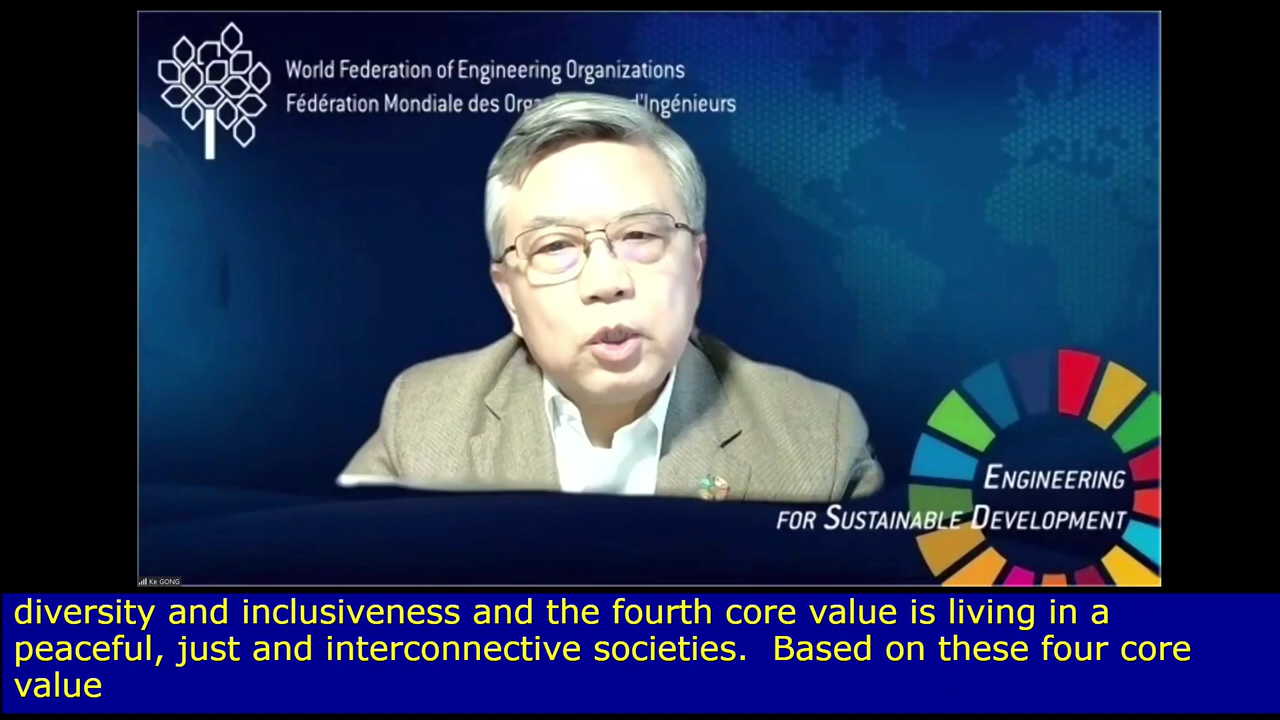 World Federation of Engineering Organizations
Fédération Mondiale des Org d'Ingénieurs
ENGINEERING
FOR SUSTAINABLE DEVELOPMENT
Ke GONG
diversity and inclusiveness and the fourth core value is living in a
peaceful, just and interconnective societies.  Based on these four core
value